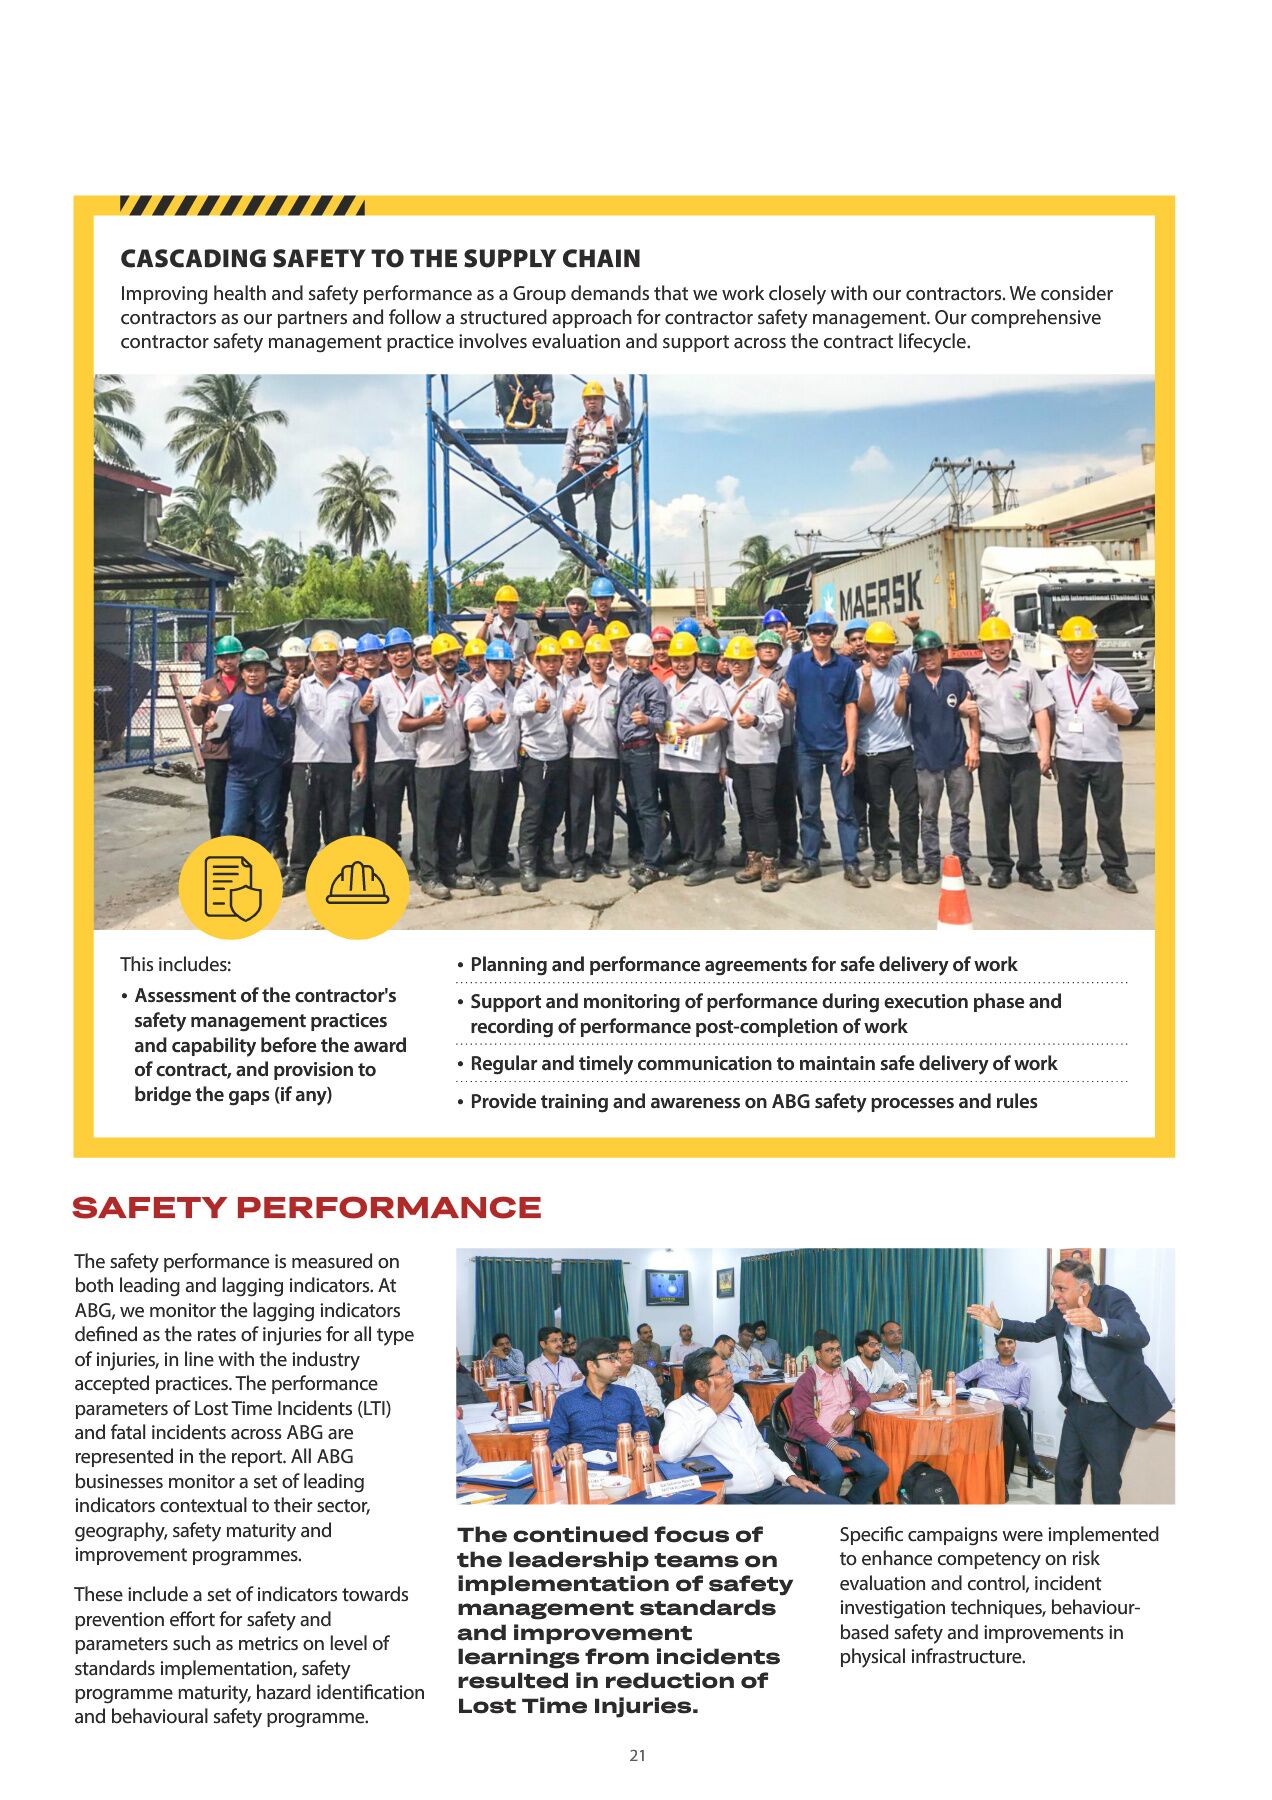 CASCADING SAFETY TO THE SUPPLY CHAIN
Improving health and safety performance as a Group demands that we work closely with our contractors. We consider
contractors as our partners and follow a structured approach for contractor safety management. Our comprehensive
contractor safety management practice involves evaluation and support across the contract lifecycle.
MAERSK
SCANIA
This includes:
• Assessment of the contractor's
safety management practices
and capability before the award
of contract, and provision to
bridge the gaps (if any)
• Planning and performance agreements for safe delivery of work
• Support and monitoring of performance during execution phase and
recording of performance post-completion of work
• Regular and timely communication to maintain safe delivery of work
• Provide training and awareness on ABG safety processes and rules
SAFETY PERFORMANCE
The safety performance is measured on
both leading and lagging indicators. At
ABG, we monitor the lagging indicators
defined as the rates of injuries for all type
of injuries, in line with the industry
accepted practices. The performance
parameters of Lost Time Incidents (LTI)
and fatal incidents across ABG are
represented in the report. All ABG
businesses monitor a set of leading
indicators contextual to their sector,
geography, safety maturity and
improvement programmes.
These include a set of indicators towards
prevention effort for safety and
parameters such as metrics on level of
standards implementation, safety
programme maturity, hazard identification
and behavioural safety programme.
The continued focus of
the leadership teams on
implementation of safety
management standards
and improvement
learnings from incidents
resulted in reduction of
Lost Time Injuries.
Specific campaigns were implemented
to enhance competency on risk
evaluation and control, incident
investigation techniques, behaviour-
based safety and improvements in
physical infrastructure.
21